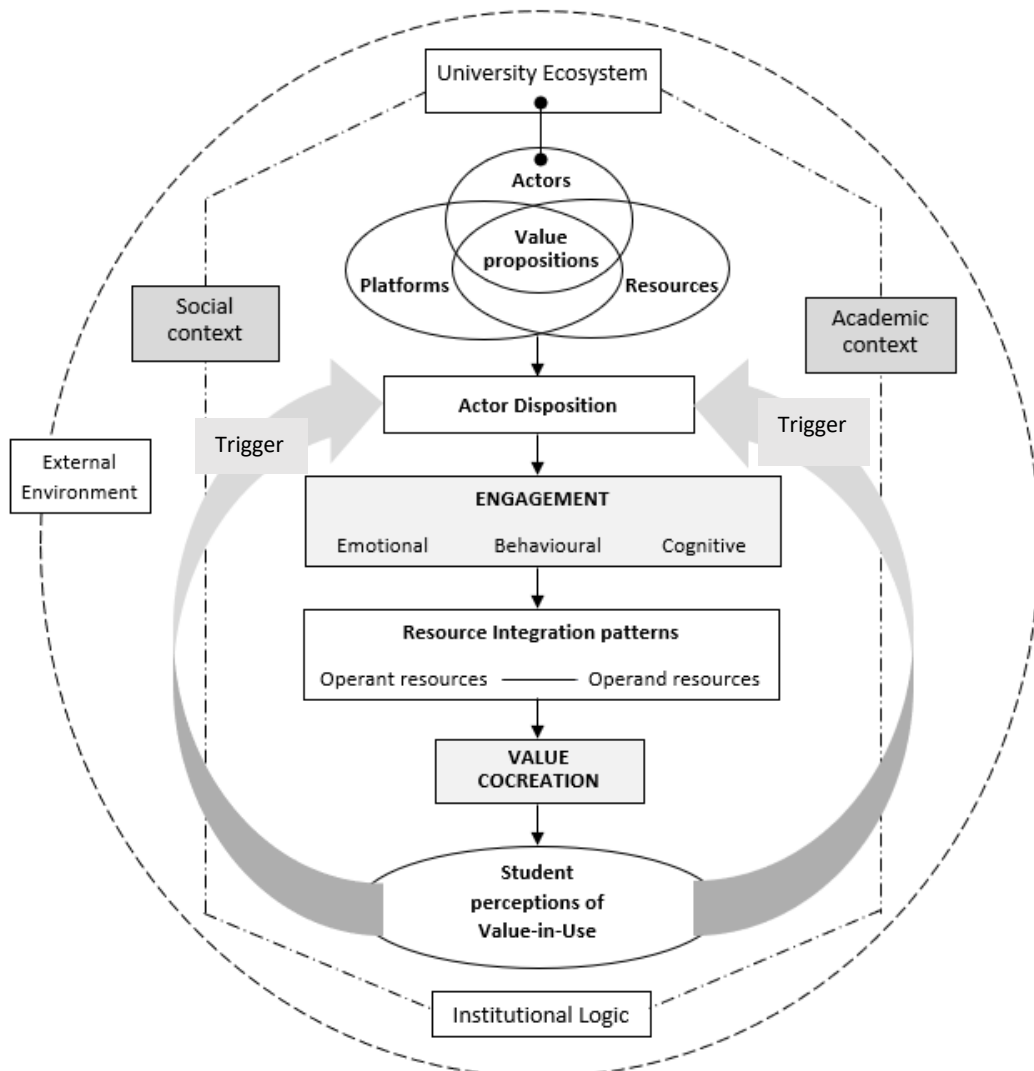 University Ecosystem
Actors
Value
propositions
Platforms
Resources
Social
context
Academic
context
Actor Disposition
Trigger
Trigger
External
Environment
ENGAGEMENT
Emotional Behavioural Cognitive
Resource Integration patterns
Operant resources Operand resources
VALUE
COCREATION
Student
perceptions of
Value-in-Use
Institutional Logic